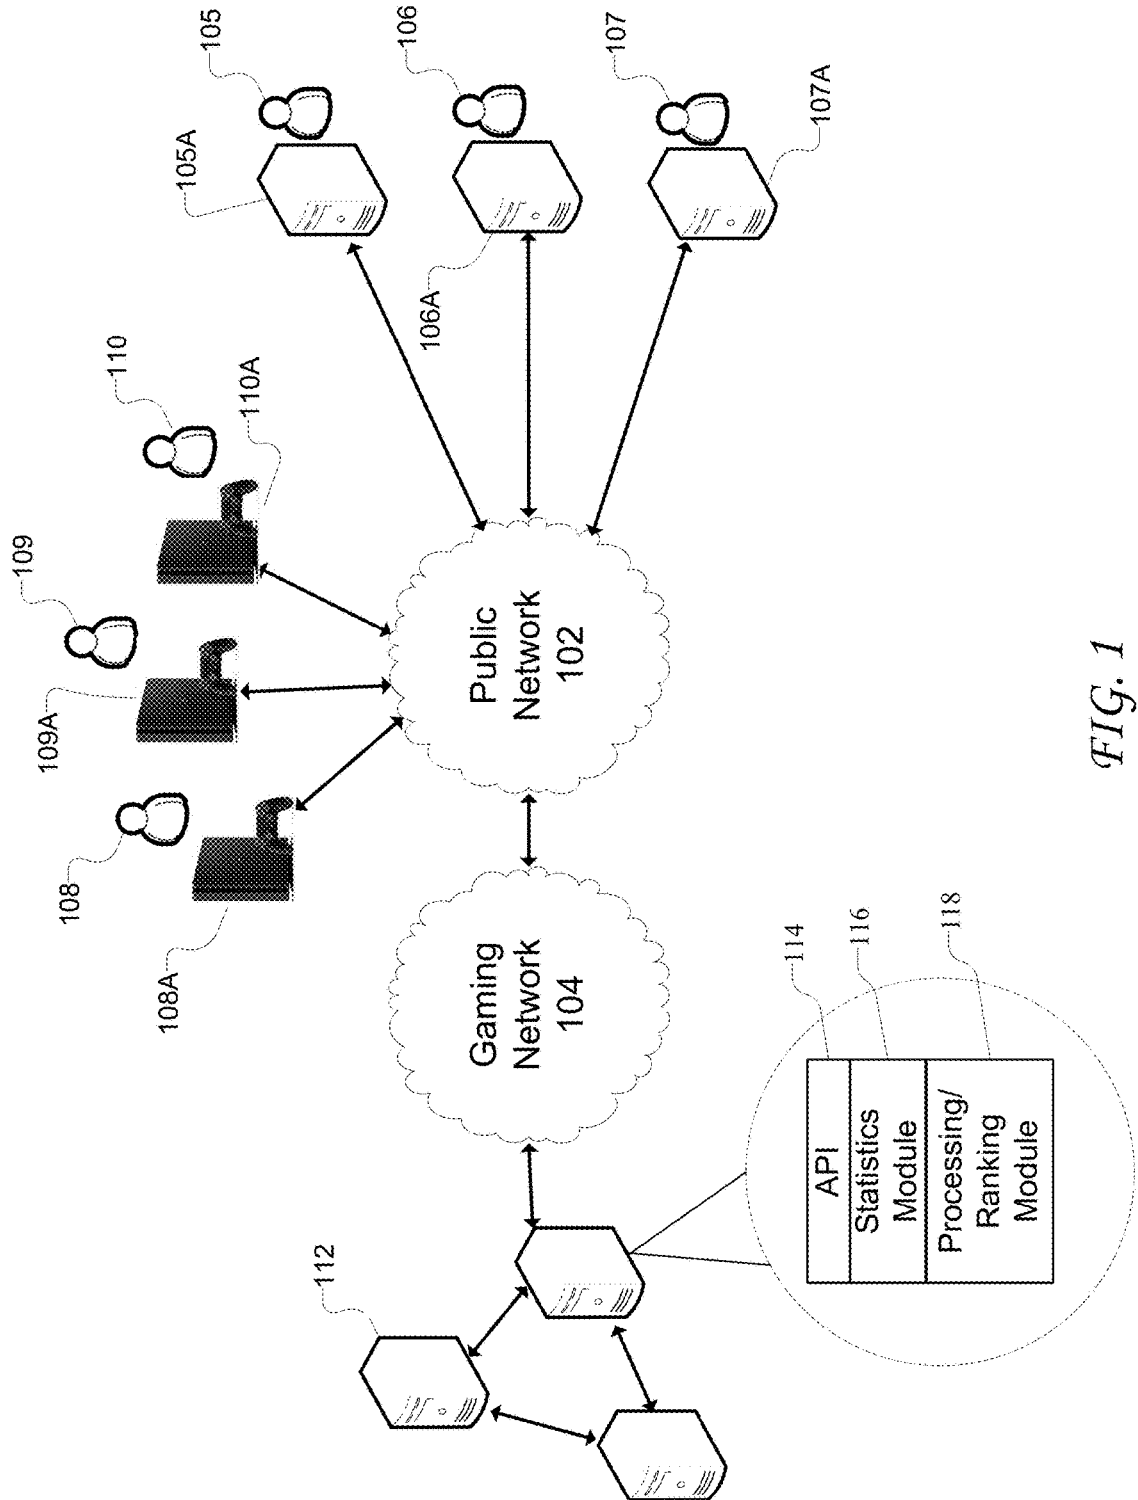 109
109A
108
110
108A
105A
105
110A
112
106
106A
Gaming
Network
104
Public
Network
102
107
114
107A
API
116
Statistics
Module
118
Processing/
Ranking
Module
FIG. 1